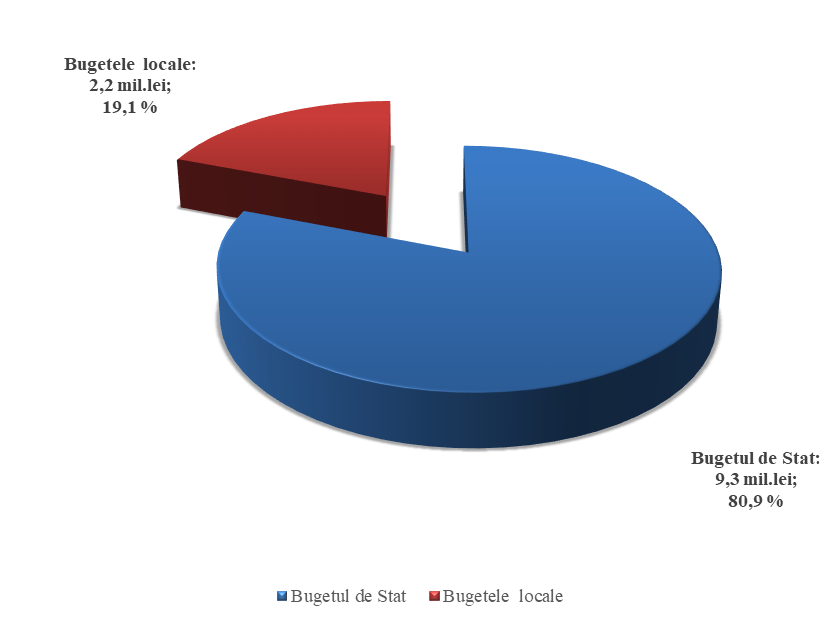 Bugetele locale:
2,2 mil.lei;
19,1 %
Bugetul de Stat:
9,3 mil.lei;
80,9 %
Bugetul de Stat
Bugetele locale